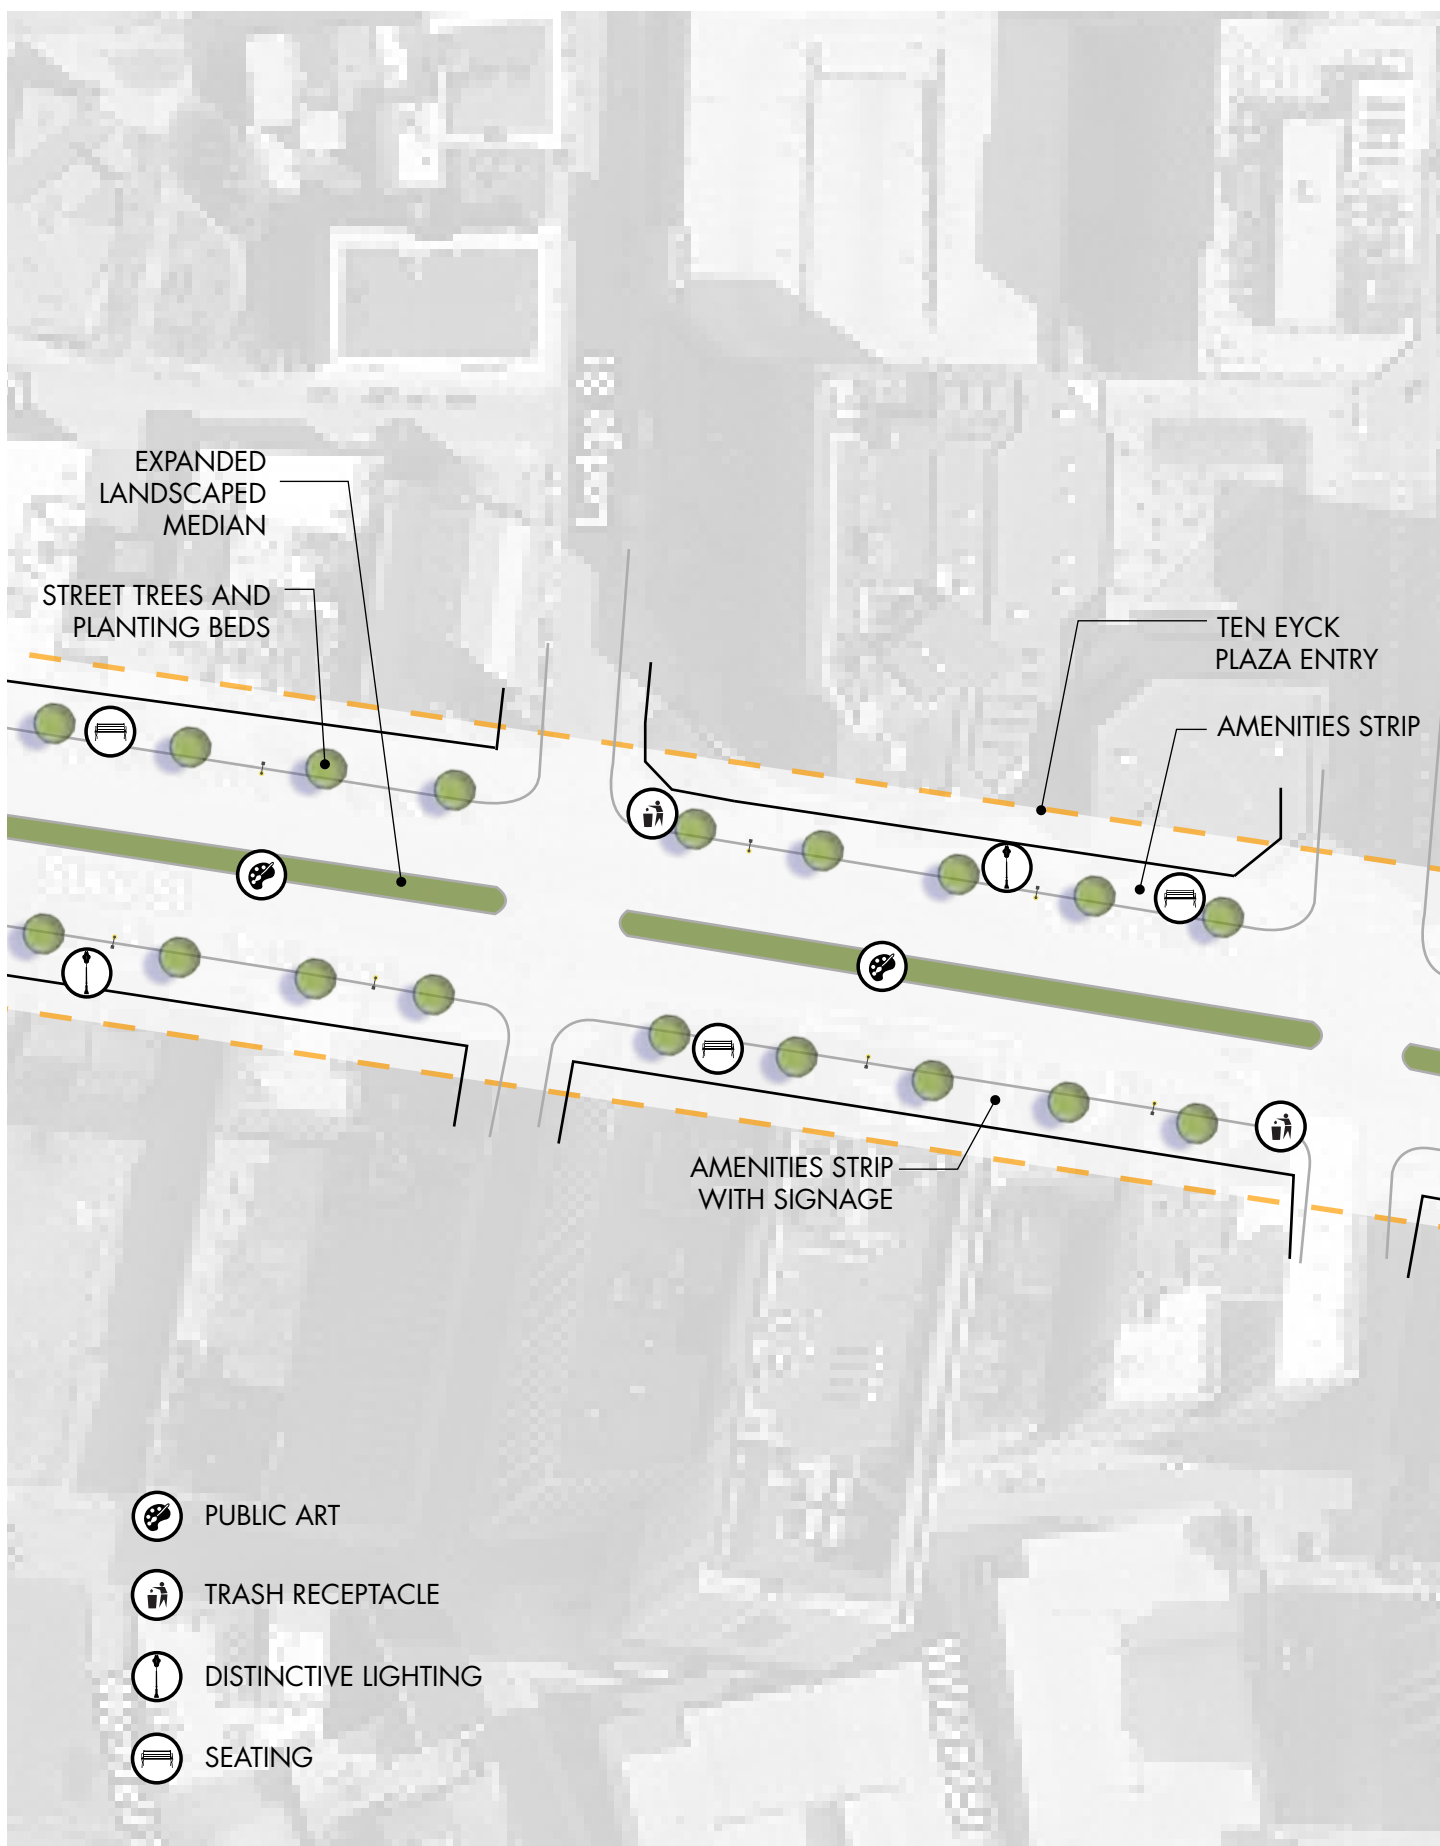 EXPANDED
LANDSCAPED
MEDIAN
STREET TREES AND
PLANTING BEDS
TEN EYCK
PLAZA ENTRY
AMENITIES STRIP
AMENITIES STRIP
WITH SIGNAGE
PUBLIC ART
TRASH RECEPTACLE
DISTINCTIVE LIGHTING
SEATING